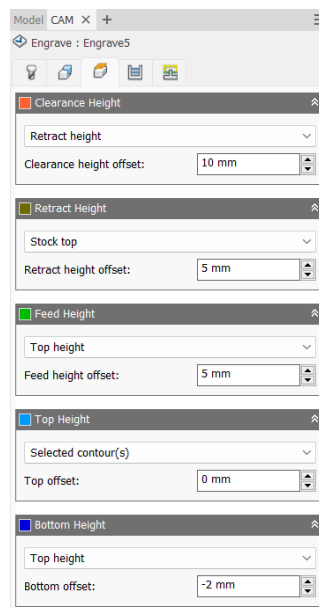 Model CAM × +
Engrave : Engrave5
Clearance Height
Retract height
Clearance height offset: 10 mm
Retract Height
Stock top
Retract height offset: 5 mm
Feed Height
Top height
Feed height offset: 5 mm
Top Height
Selected contour(s)
Top offset: 0 mm
Bottom Height
Top height
Bottom offset: -2 mm